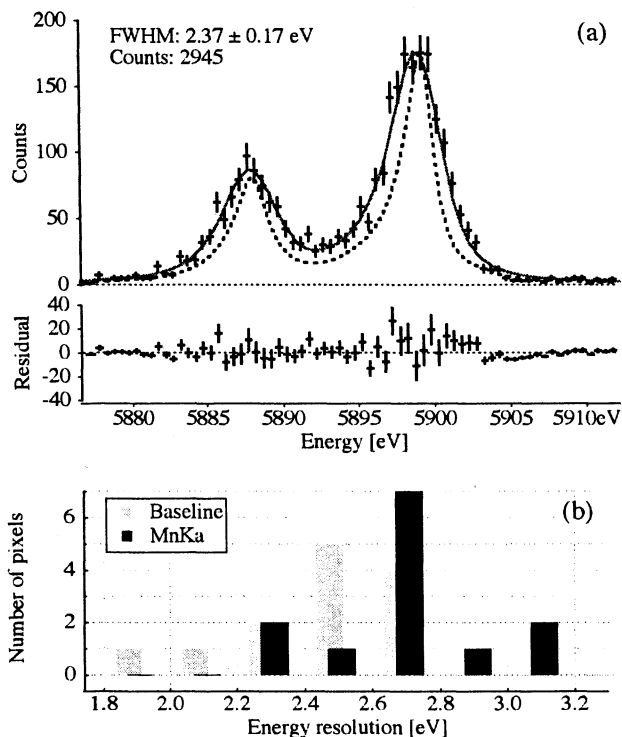 (a)
FWHM: 2.37 ± 0.17 eV
Counts: 2945
Counts
200
150
100
50
0
Residual
40
20
0
-20
-40
5880 5885 5890 5895 5900 5905 5910eV
Energy [eV]
(b)
Baseline
MnKa
Number of pixels
6
4
2
0
1.8 2.0 2.2 2.4 2.6 2.8 3.0 3.2
Energy resolution [eV]